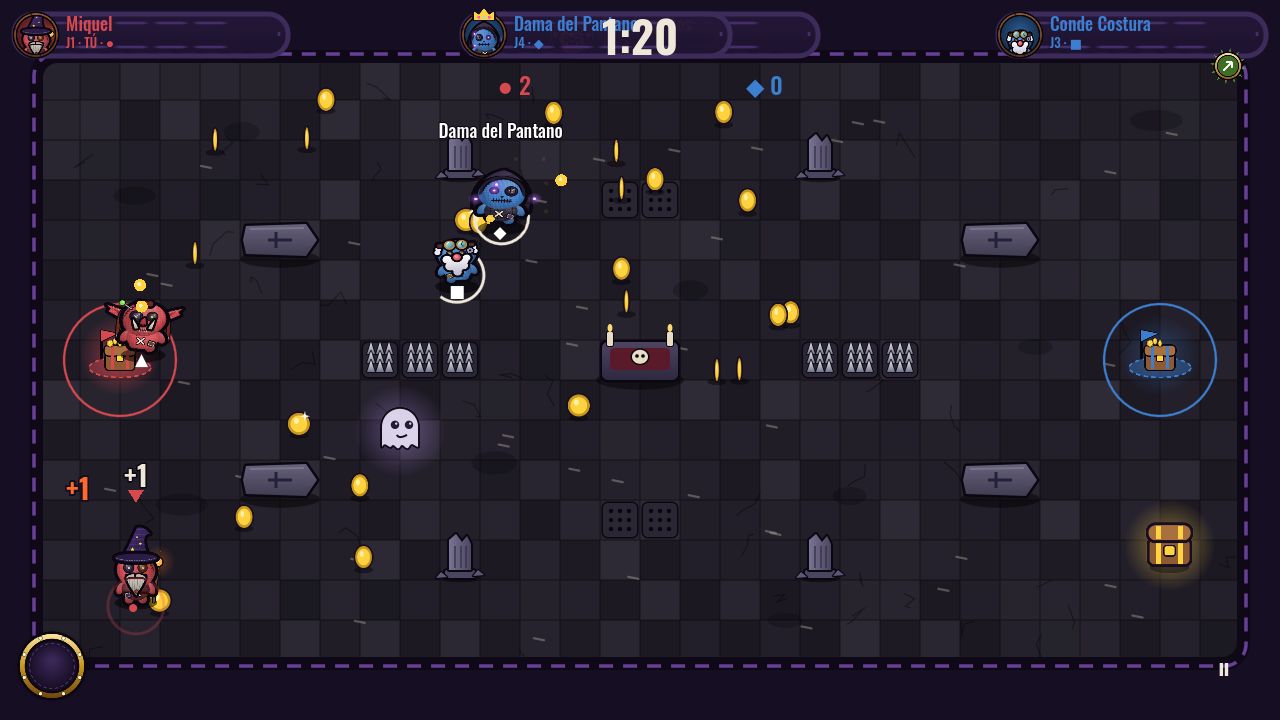 Miquel
J1 · TÚ · ●
Dama del Pantano
J4 · ◆
1:20
Conde Costura
J3 · ■
● 2
◆ 0
Dama del Pantano
+1
+1